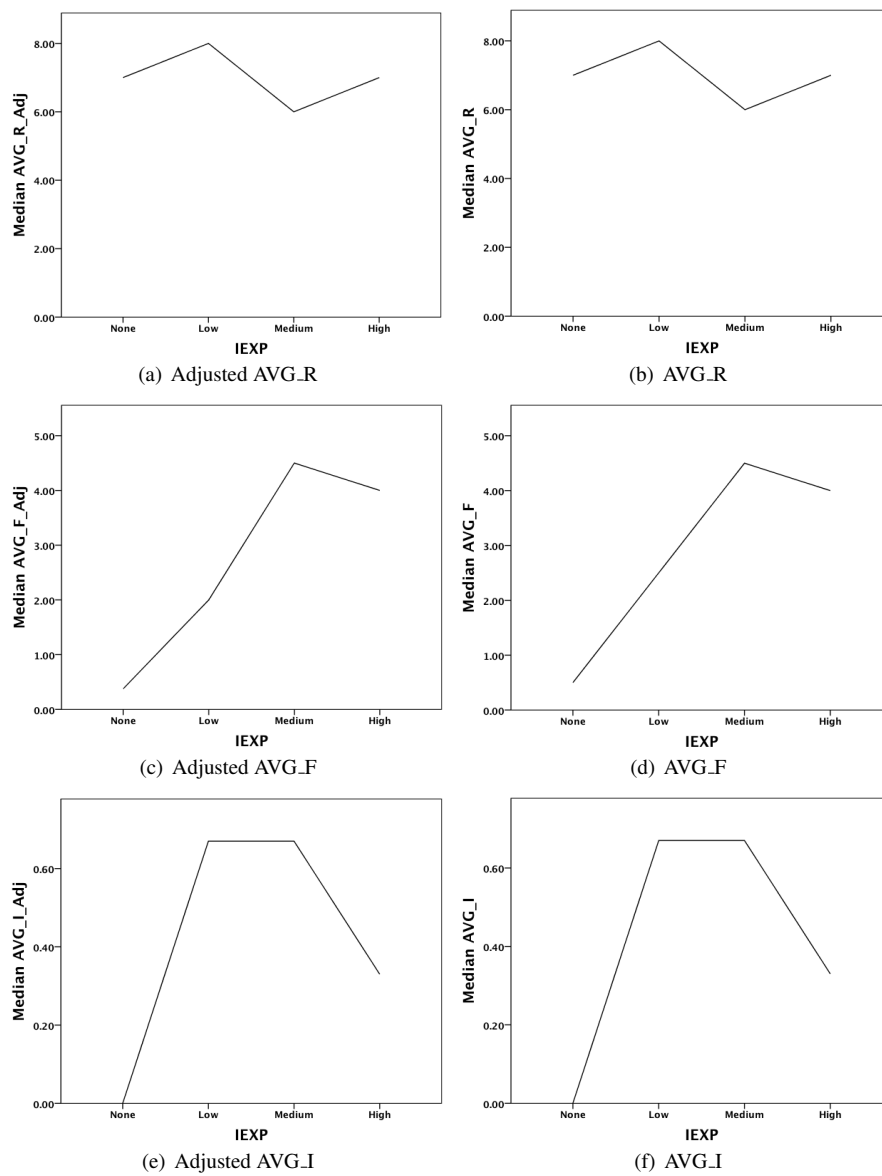 8.00
6.00
4.00
2.00
0.00
Median AVG_R_Adj
None Low Medium High
IEXP
(a) Adjusted AVG_R
8.00
6.00
4.00
2.00
0.00
Median AVG_R
None Low Medium High
IEXP
(b) AVG_R
5.00
4.00
3.00
2.00
1.00
0.00
Median AVG_F_Adj
None Low Medium High
IEXP
(c) Adjusted AVG_F
5.00
4.00
3.00
2.00
1.00
0.00
Median AVG_F
None Low Medium High
IEXP
(d) AVG_F
0.60
0.40
0.20
0.00
Median AVG_I_Adj
None Low Medium High
IEXP
(e) Adjusted AVG_I
0.60
0.40
0.20
0.00
Median AVG_I
None Low Medium High
IEXP
(f) AVG_I